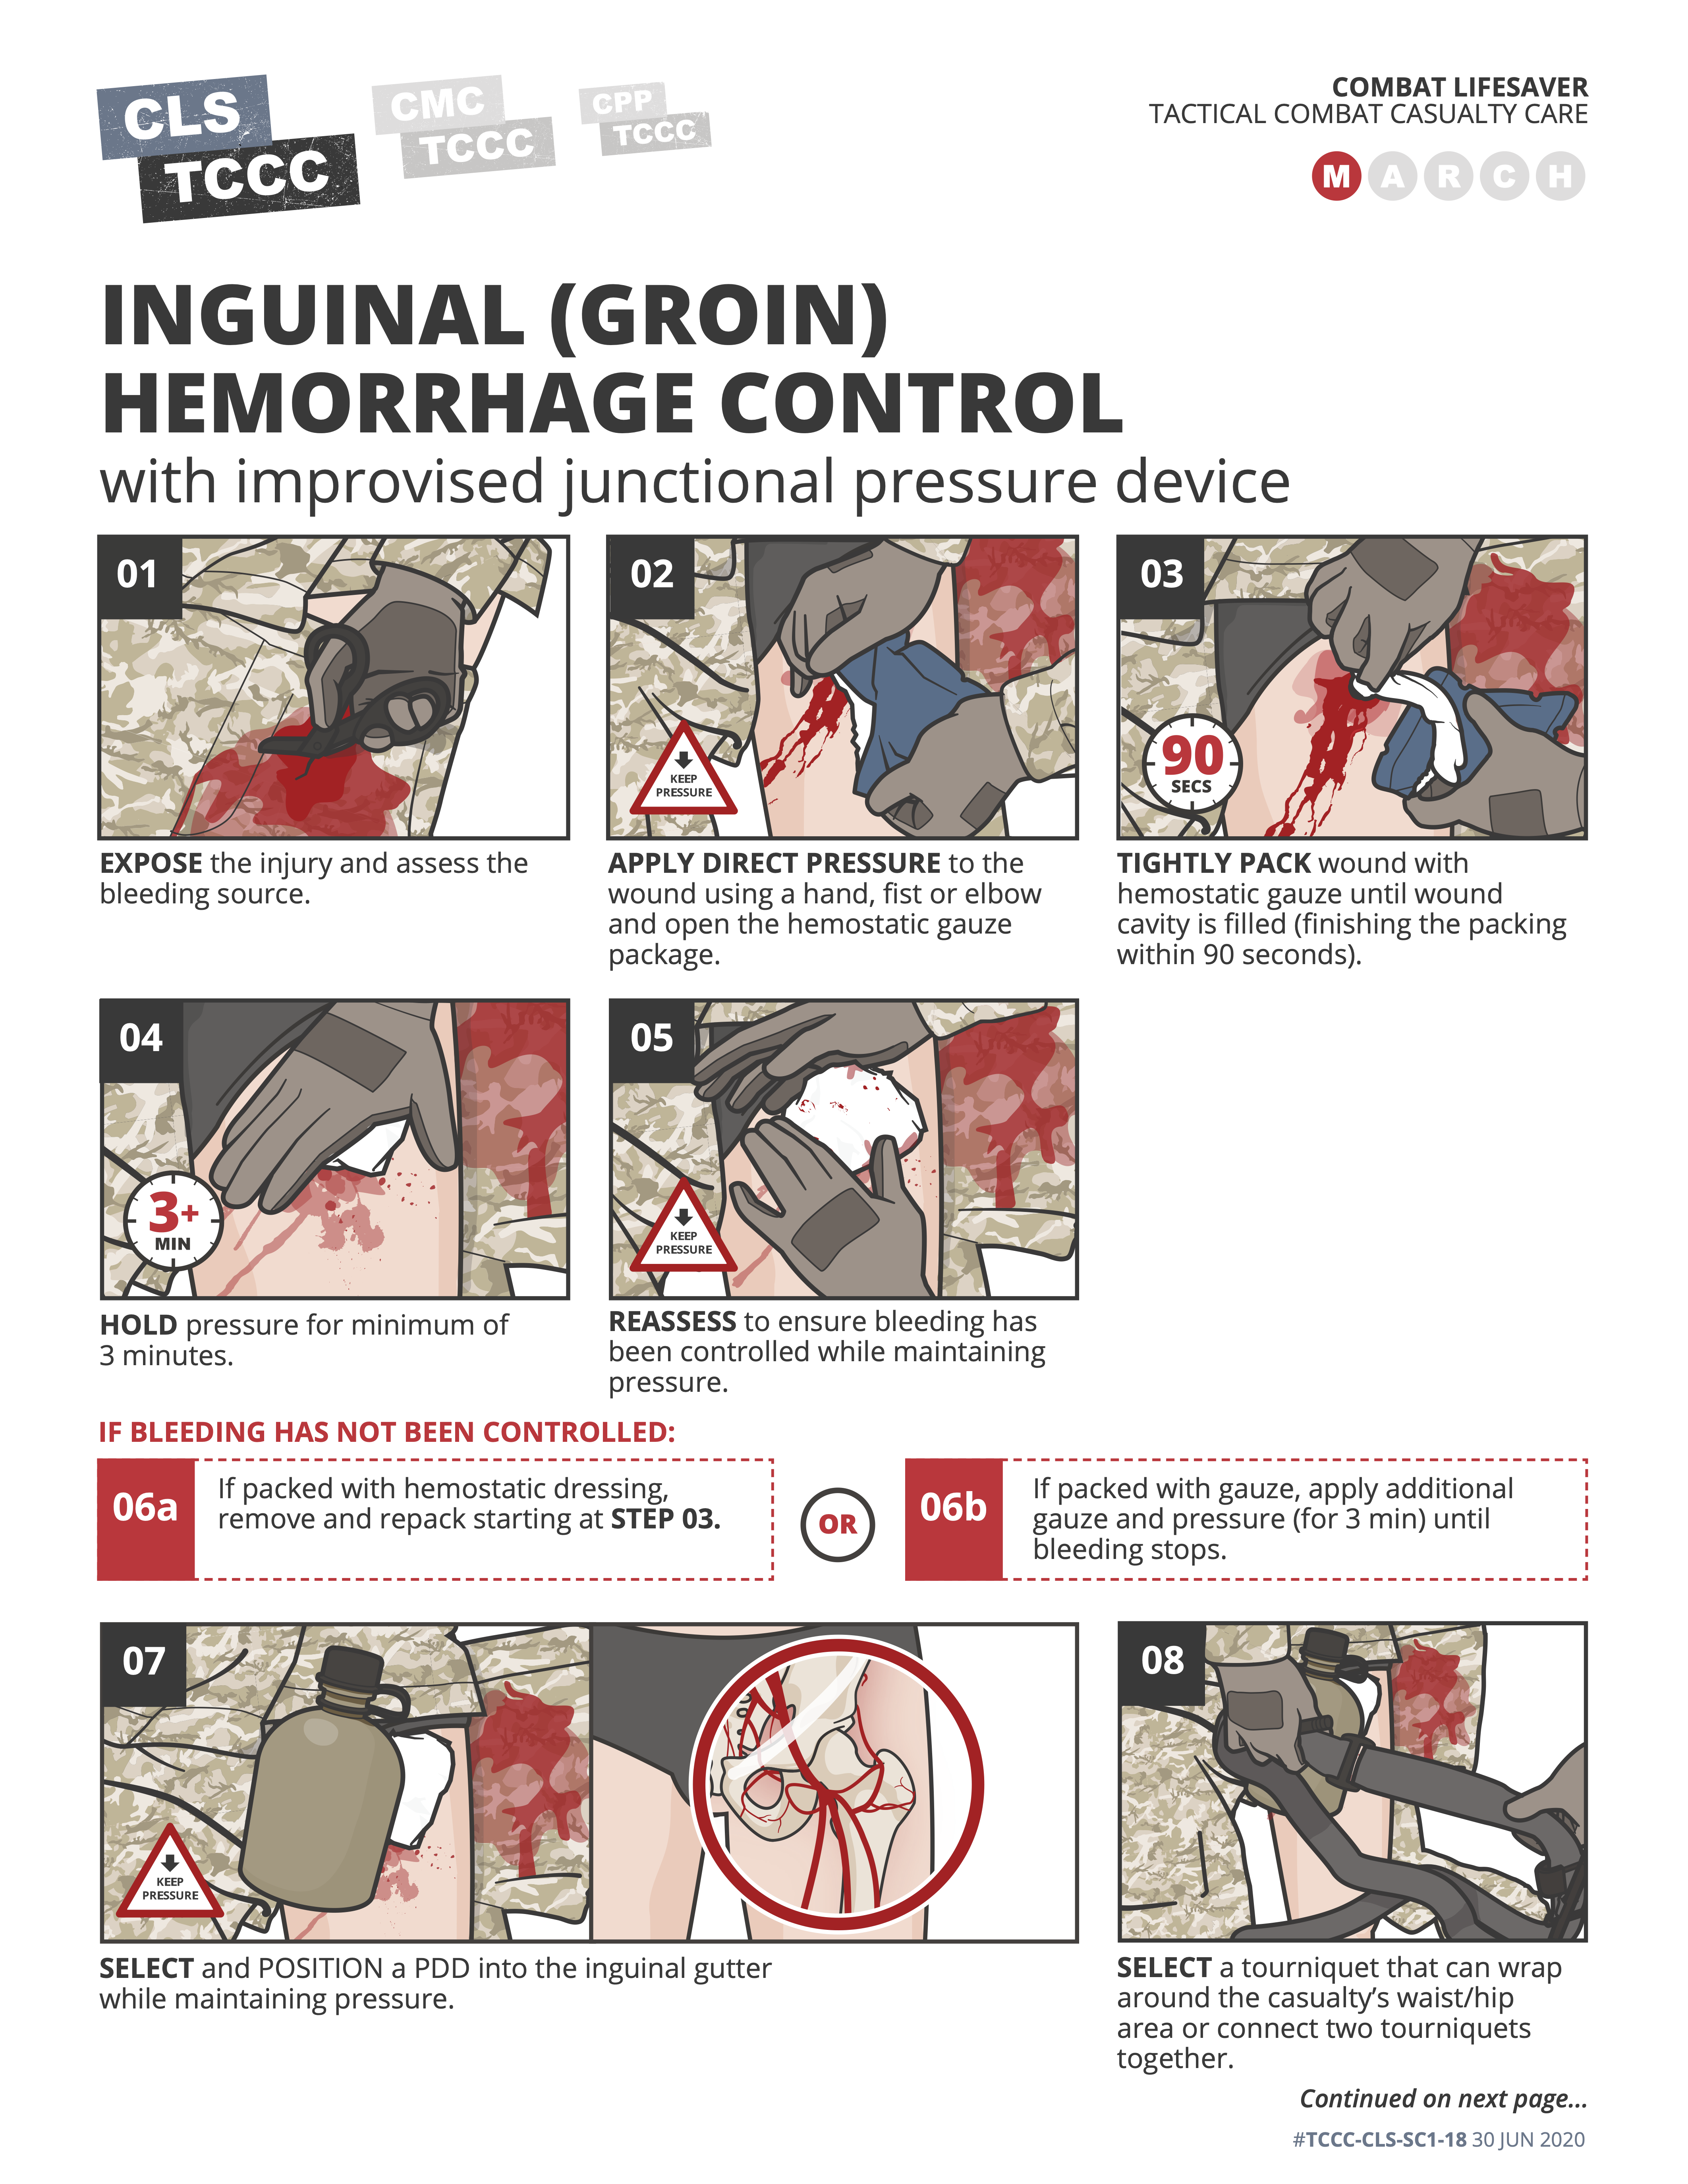 CLS
TCCC
CMC
TCCC
CPP
TCCC
COMBAT LIFESAVER
TACTICAL COMBAT CASUALTY CARE
M A R C H
INGUINAL (GROIN)
HEMORRHAGE CONTROL
with improvised junctional pressure device
01
EXPOSE the injury and assess the
bleeding source.
02
KEEP
PRESSURE
APPLY DIRECT PRESSURE to the
wound using a hand, fist or elbow
and open the hemostatic gauze
package.
03
90
SECS
TIGHTLY PACK wound with
hemostatic gauze until wound
cavity is filled (finishing the packing
within 90 seconds).
04
3+
MIN
HOLD pressure for minimum of
3 minutes.
05
KEEP
PRESSURE
REASSESS to ensure bleeding has
been controlled while maintaining
pressure.
IF BLEEDING HAS NOT BEEN CONTROLLED:
06a
If packed with hemostatic dressing,
remove and repack starting at STEP 03.
OR
06b
If packed with gauze, apply additional
gauze and pressure (for 3 min) until
bleeding stops.
07
KEEP
PRESSURE
SELECT and POSITION a PDD into the inguinal gutter
while maintaining pressure.
08
SELECT a tourniquet that can wrap
around the casualty’s waist/hip
area or connect two tourniquets
together.
Continued on next page...
#TCCC-CLS-SC1-18 30 JUN 2020